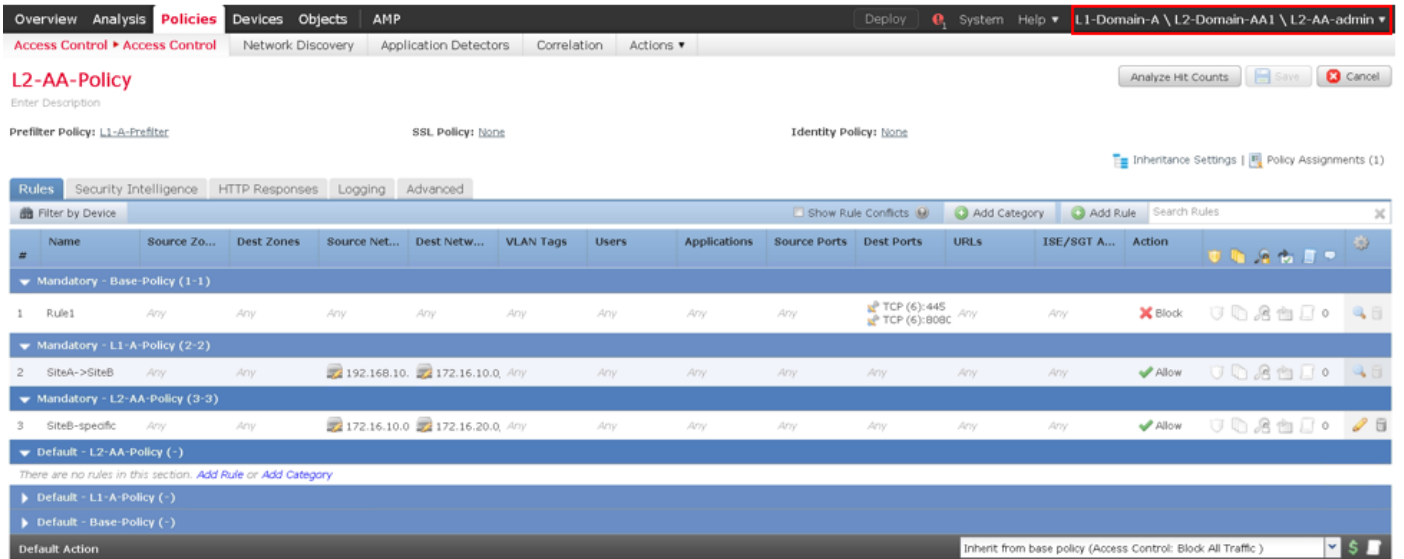 Overview Analysis Policies Devices Objects AMP Deploy 1 System Help ▾ L1-Domain-A \ L2-Domain-AA1 \ L2-AA-admin ▾
Access Control ▸ Access Control Network Discovery Application Detectors Correlation Actions ▾
L2-AA-Policy Analyze Hit Counts Save Cancel
Enter Description
Prefilter Policy: L1-A-Prefilter SSL Policy: None Identity Policy: None
Inheritance Settings | Policy Assignments (1)
Rules Security Intelligence HTTP Responses Logging Advanced
Filter by Device Show Rule Conflicts Add Category Add Rule Search Rules
# Name Source Zo... Dest Zones Source Net... Dest Netw... VLAN Tags Users Applications Source Ports Dest Ports URLs ISE/SGT A... Action
Mandatory - Base-Policy (1-1)
1 Rule1 Any Any Any Any Any Any Any Any TCP (6):445 Any Any Block 0
TCP (6):8080
Mandatory - L1-A-Policy (2-2)
2 SiteA->SiteB Any Any 192.168.10. 172.16.10.0, Any Any Any Any Any Any Any Allow 0
Mandatory - L2-AA-Policy (3-3)
3 SiteB-specific Any Any 172.16.10.0 172.16.20.0, Any Any Any Any Any Any Any Allow 0
Default - L2-AA-Policy (-)
There are no rules in this section. Add Rule or Add Category
Default - L1-A-Policy (-)
Default - Base-Policy (-)
Default Action Inherit from base policy (Access Control: Block All Traffic )